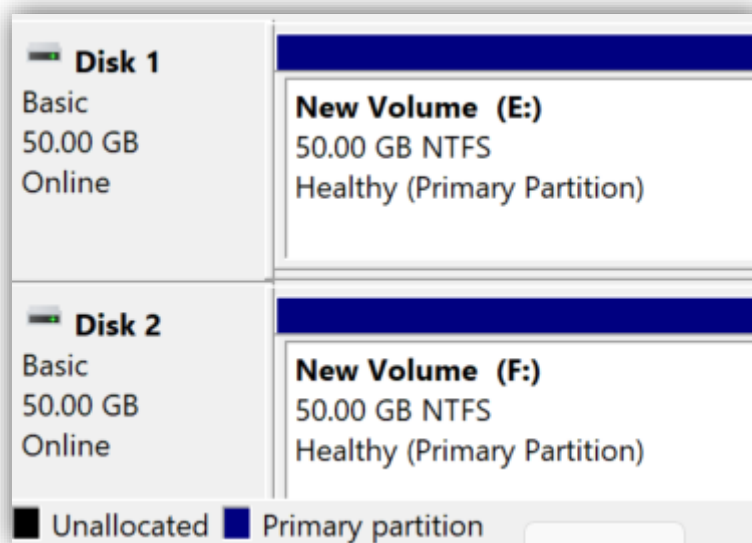 Disk 1
Basic
50.00 GB
Online
New Volume (E:)
50.00 GB NTFS
Healthy (Primary Partition)
Disk 2
Basic
50.00 GB
Online
New Volume (F:)
50.00 GB NTFS
Healthy (Primary Partition)
Unallocated Primary partition